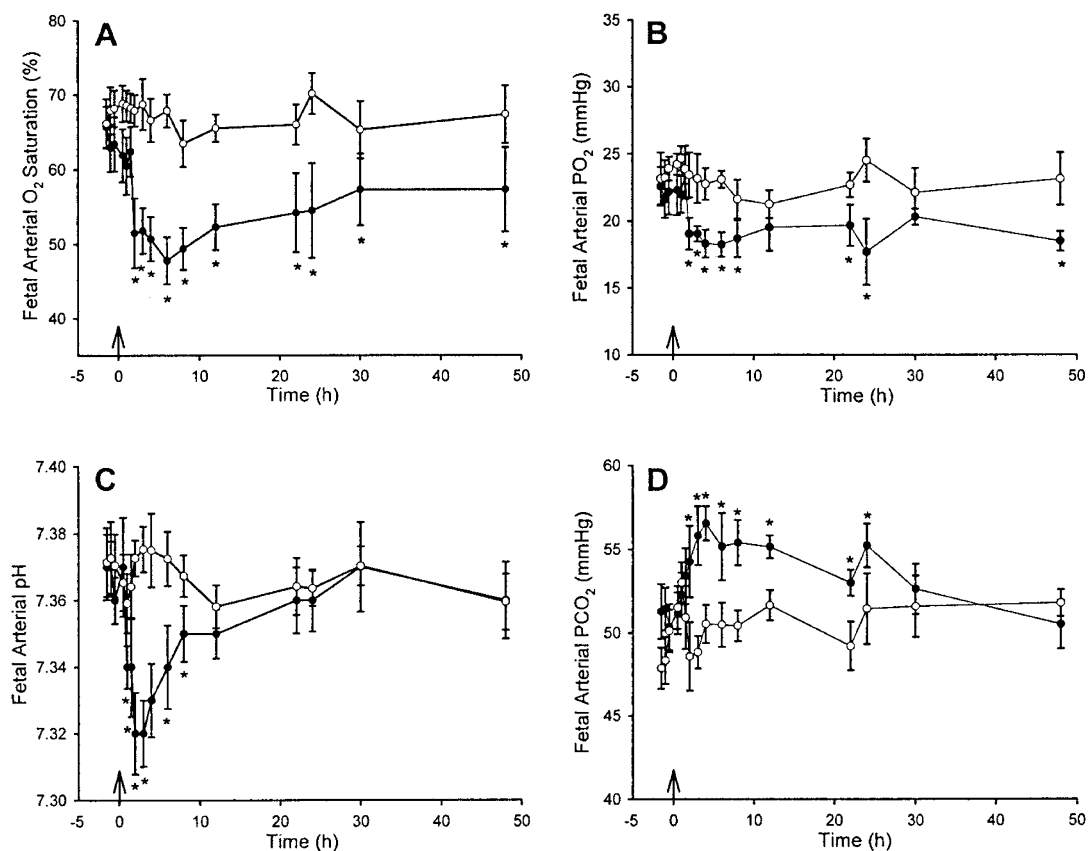 A
Fetal Arterial O2 Saturation (%)
80
70
60
50
40
-5 0 10 20 30 40 50
Time (h)
* * * * * * * * * *
B
Fetal Arterial PO2 (mmHg)
35
30
25
20
15
10
-5 0 10 20 30 40 50
Time (h)
* * * * * * * *
C
Fetal Arterial pH
7.40
7.38
7.36
7.34
7.32
7.30
-5 0 10 20 30 40 50
Time (h)
* * * * * *
D
Fetal Arterial PCO2 (mmHg)
60
55
50
45
40
-5 0 10 20 30 40 50
Time (h)
* * * * * * * *